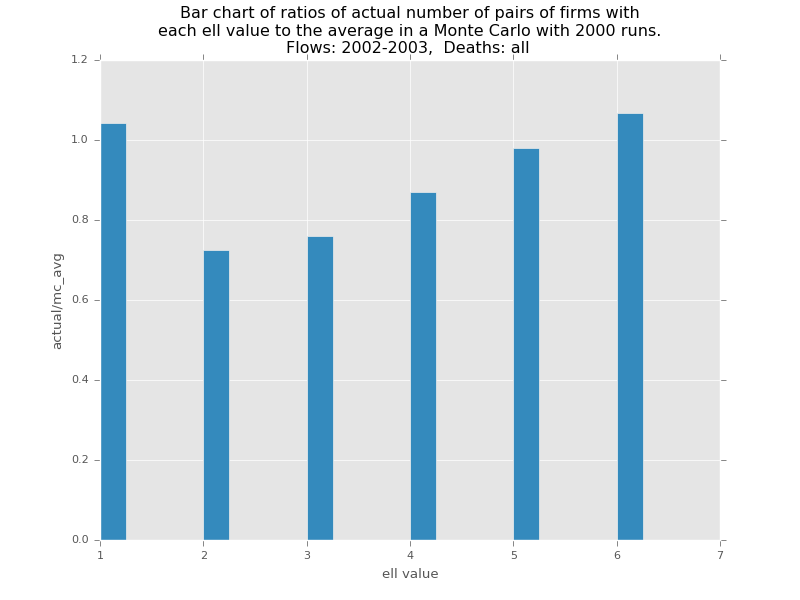 Bar chart of ratios of actual number of pairs of firms with
each ell value to the average in a Monte Carlo with 2000 runs.
Flows: 2002-2003,  Deaths: all
1.2
1.0
0.8
0.6
0.4
0.2
0.0
actual/mc_avg
1 2 3 4 5 6 7
ell value